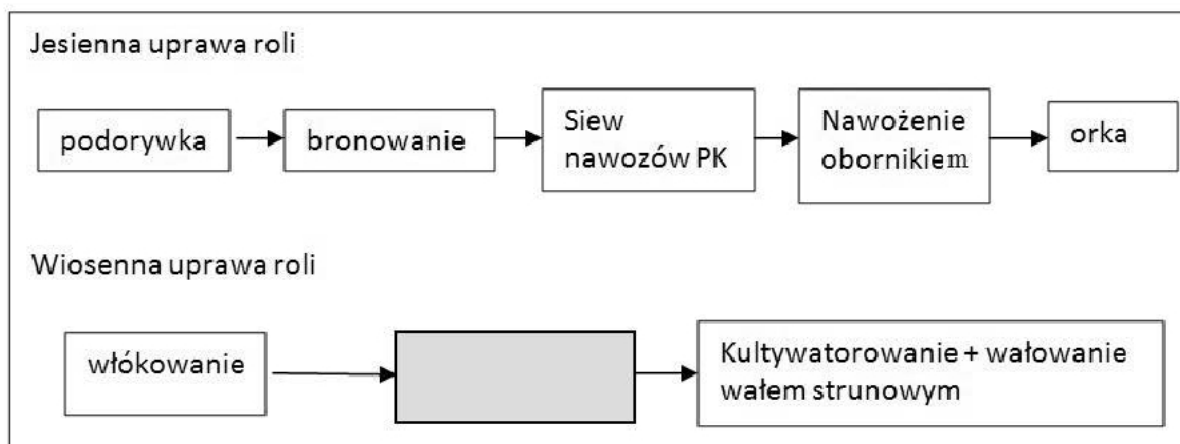 Jesienna uprawa roli
podorywka
bronowanie
Siew
nawozów PK
Nawożenie
obornikiem
orka
Wiosenna uprawa roli
włókowanie
Kultywatorowanie + wałowanie
wałem strunowym